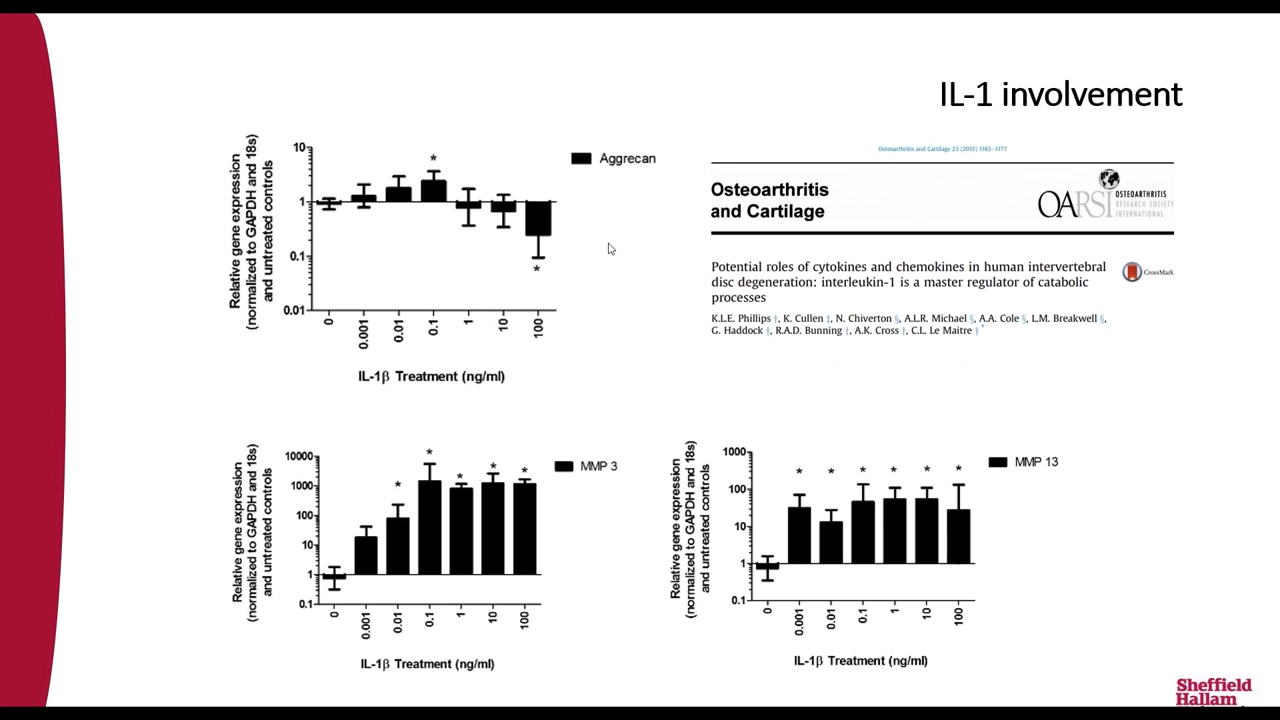 IL-1 involvement
Relative gene expression
(normalized to GAPDH and 18s)
and untreated controls
10
1
0.1
0.01
* *
Aggrecan
0 0.001 0.01 0.1 1 10 100
IL-1β Treatment (ng/ml)
Osteoarthritis and Cartilage 23 (2015) 1165–1177
Osteoarthritis
and Cartilage
OARSI
OSTEOARTHRITIS
RESEARCH SOCIETY
INTERNATIONAL
Potential roles of cytokines and chemokines in human intervertebral
disc degeneration: interleukin-1 is a master regulator of catabolic
processes
CrossMark
K.L.E. Phillips †, K. Cullen ‡, N. Chiverton §, A.L.R. Michael §, A.A. Cole §, L.M. Breakwell §,
G. Haddock †, R.A.D. Bunning †, A.K. Cross †, C.L. Le Maitre † *
Relative gene expression
(normalized to GAPDH and 18s)
and untreated controls
10000
1000
100
10
1
0.1
* * * * *
MMP 3
0 0.001 0.01 0.1 1 10 100
IL-1β Treatment (ng/ml)
Relative gene expression
(normalized to GAPDH and 18s)
and untreated controls
1000
100
10
1
0.1
* * * * * *
MMP 13
0 0.001 0.01 0.1 1 10 100
IL-1β Treatment (ng/ml)
Sheffield
Hallam